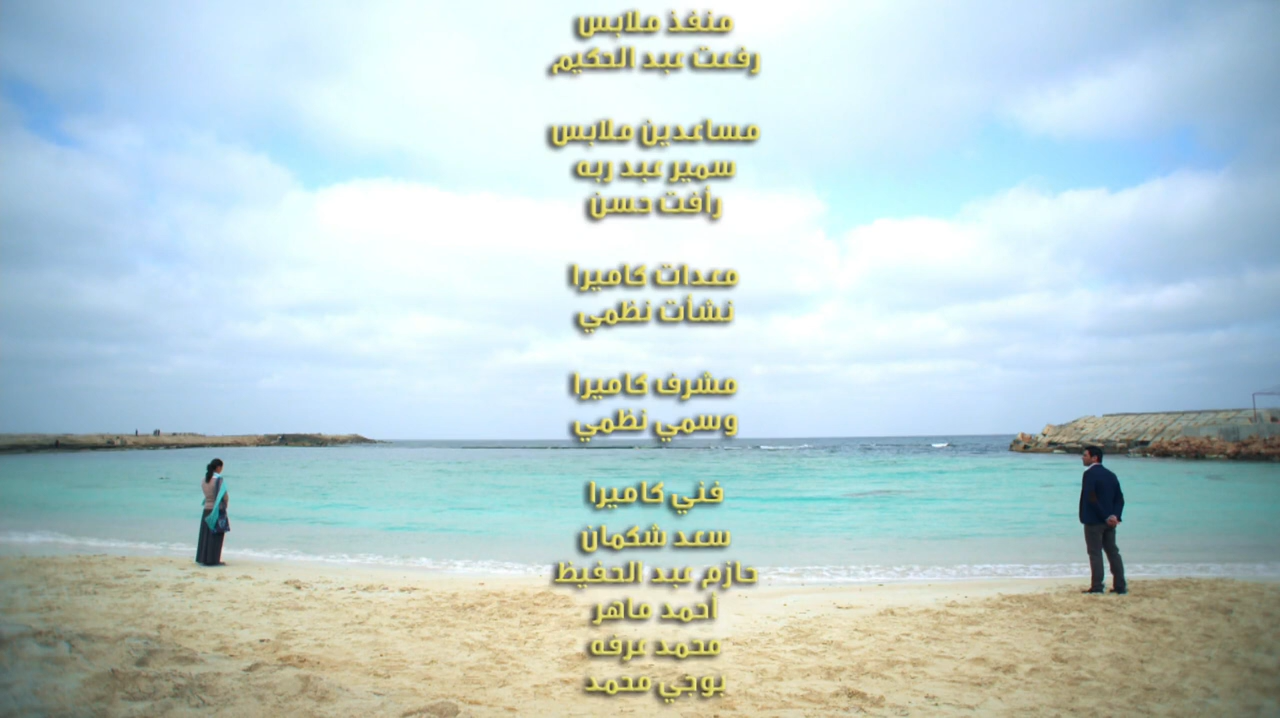 منفذ ملابس
رفعت عبد الحكيم
مساعدين ملابس
سمير عبد ربه
رأفت حسن
معدات كاميرا
نشأت نظمي
مشرف كاميرا
وسمي نظمي
فني كاميرا
سعد شكمان
حازم عبد الحفيظ
أحمد ماهر
محمد عرفه
بوجي محمد